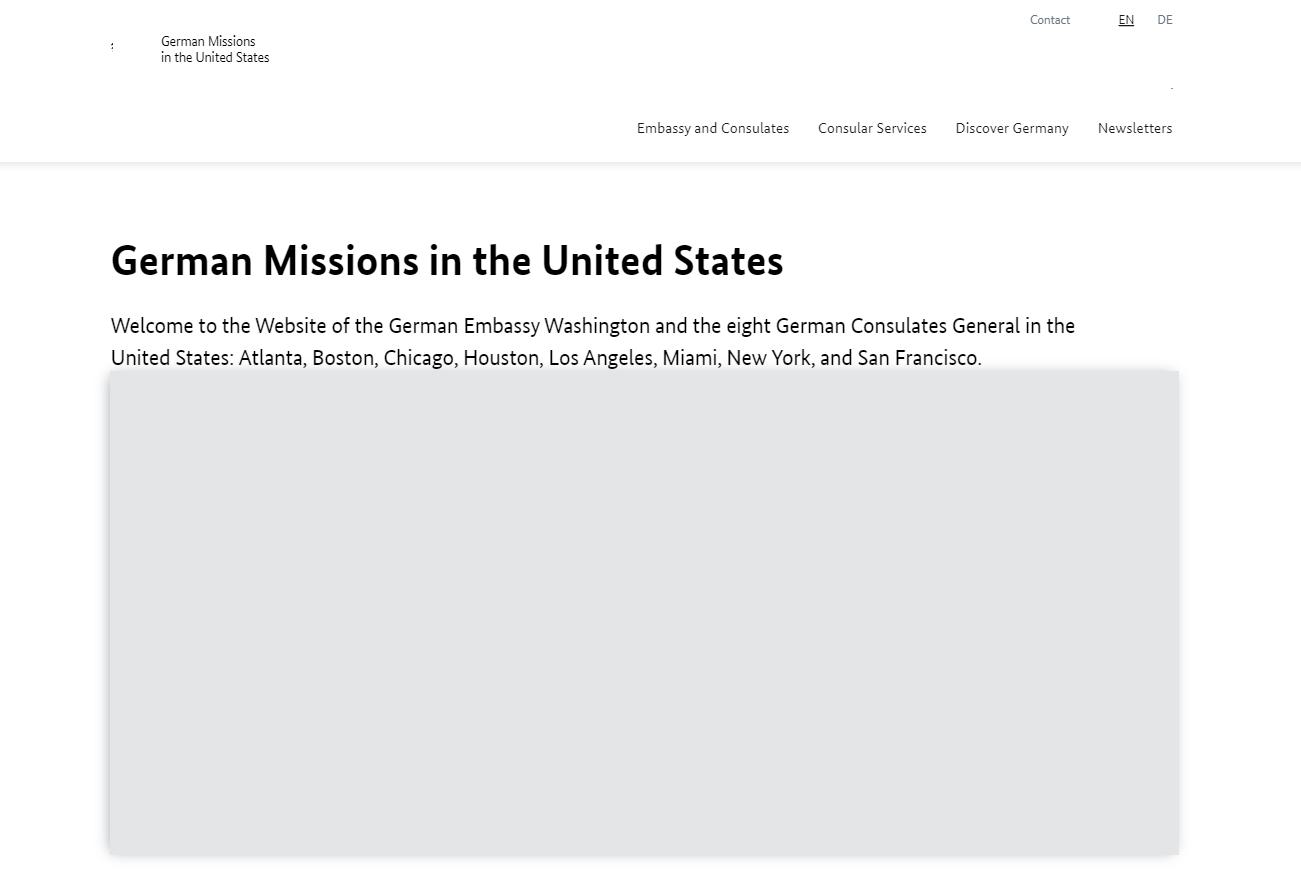 Contact EN DE
German Missions
in the United States
Embassy and Consulates Consular Services Discover Germany Newsletters
German Missions in the United States
Welcome to the Website of the German Embassy Washington and the eight German Consulates General in the
United States: Atlanta, Boston, Chicago, Houston, Los Angeles, Miami, New York, and San Francisco.